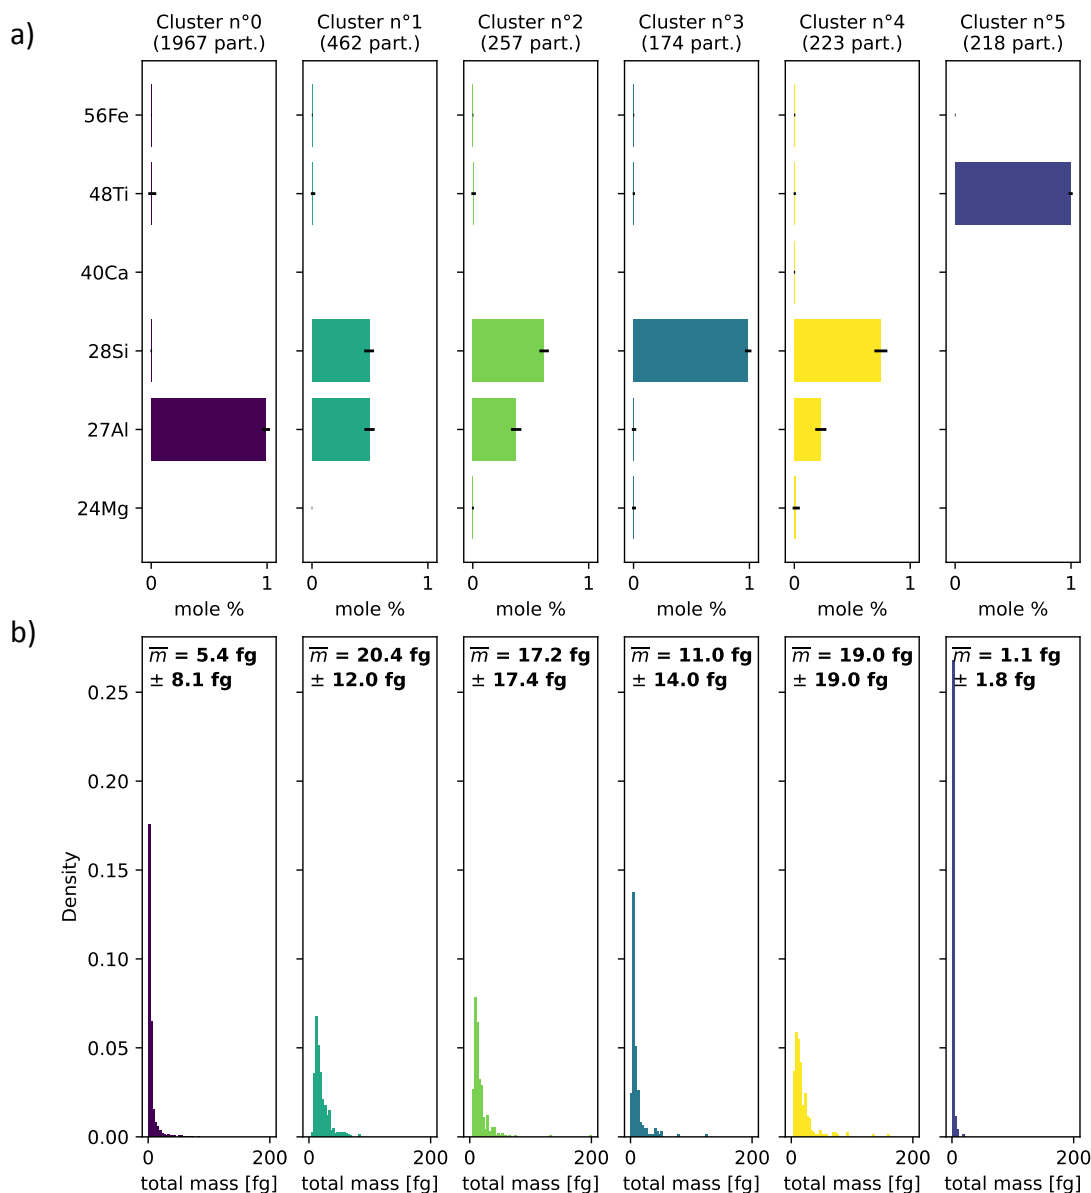 a)
Cluster n°0
(1967 part.)
Cluster n°1
(462 part.)
Cluster n°2
(257 part.)
Cluster n°3
(174 part.)
Cluster n°4
(223 part.)
Cluster n°5
(218 part.)
56Fe
48Ti
40Ca
28Si
27Al
24Mg
0 1
0 1
0 1
0 1
0 1
0 1
mole %
mole %
mole %
mole %
mole %
mole %
b)
m̅ = 5.4 fg
± 8.1 fg
m̅ = 20.4 fg
± 12.0 fg
m̅ = 17.2 fg
± 17.4 fg
m̅ = 11.0 fg
± 14.0 fg
m̅ = 19.0 fg
± 19.0 fg
m̅ = 1.1 fg
± 1.8 fg
Density
0.25
0.20
0.15
0.10
0.05
0.00
0 200
0 200
0 200
0 200
0 200
0 200
total mass [fg]
total mass [fg]
total mass [fg]
total mass [fg]
total mass [fg]
total mass [fg]